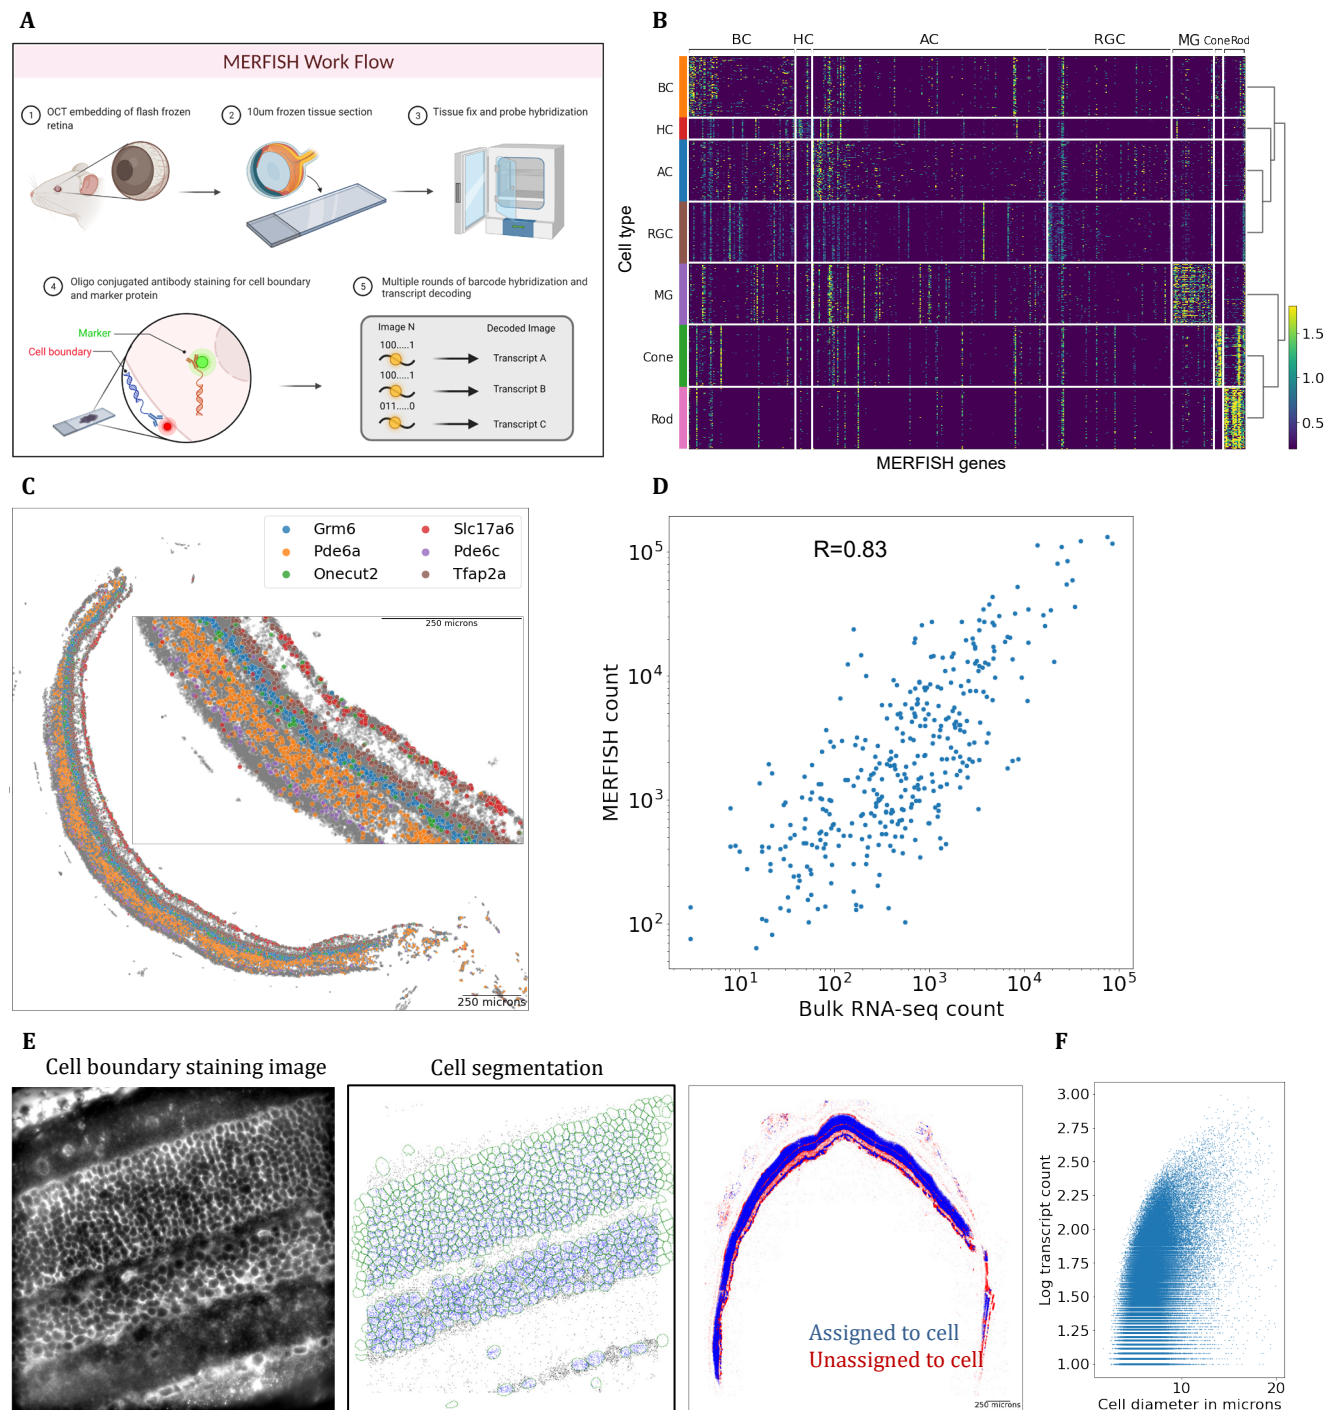 A
MERFISH Work Flow
1 OCT embedding of flash frozen
retina
2 10um frozen tissue section
3 Tissue fix and probe hybridization
4 Oligo conjugated antibody staining for cell boundary
and marker protein
5 Multiple rounds of barcode hybridization and
transcript decoding
Marker
Cell boundary
Image N Decoded Image
100.....1
Transcript A
100.....1
Transcript B
011.....0
Transcript C
B
BC HC AC RGC MG Cone Rod
BC
HC
AC
RGC
MG
Cone
Rod
Cell type
MERFISH genes
1.5
1.0
0.5
C
Grm6 Slc17a6
Pde6a Pde6c
Onecut2 Tfap2a
250 microns
250 microns
D
R=0.83
10^5
10^4
10^3
10^2
MERFISH count
10^1 10^2 10^3 10^4 10^5
Bulk RNA-seq count
E
Cell boundary staining image
Cell segmentation
Assigned to cell
Unassigned to cell
250 microns
F
3.00
2.75
2.50
2.25
2.00
1.75
1.50
1.25
1.00
Log transcript count
10 20
Cell diameter in microns